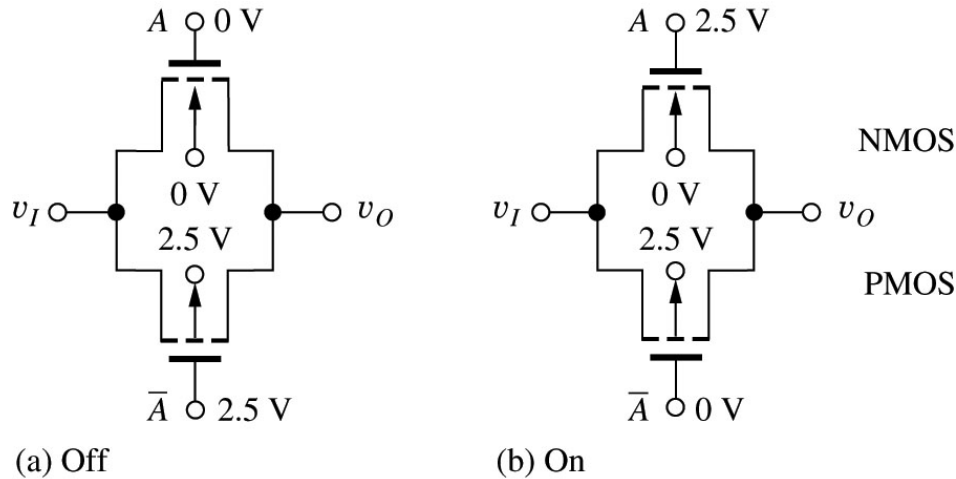 A 0 V
A 2.5 V
NMOS
0 V
0 V
v_I
v_O
v_I
v_O
2.5 V
2.5 V
PMOS
A̅ 2.5 V
A̅ 0 V
(a) Off
(b) On